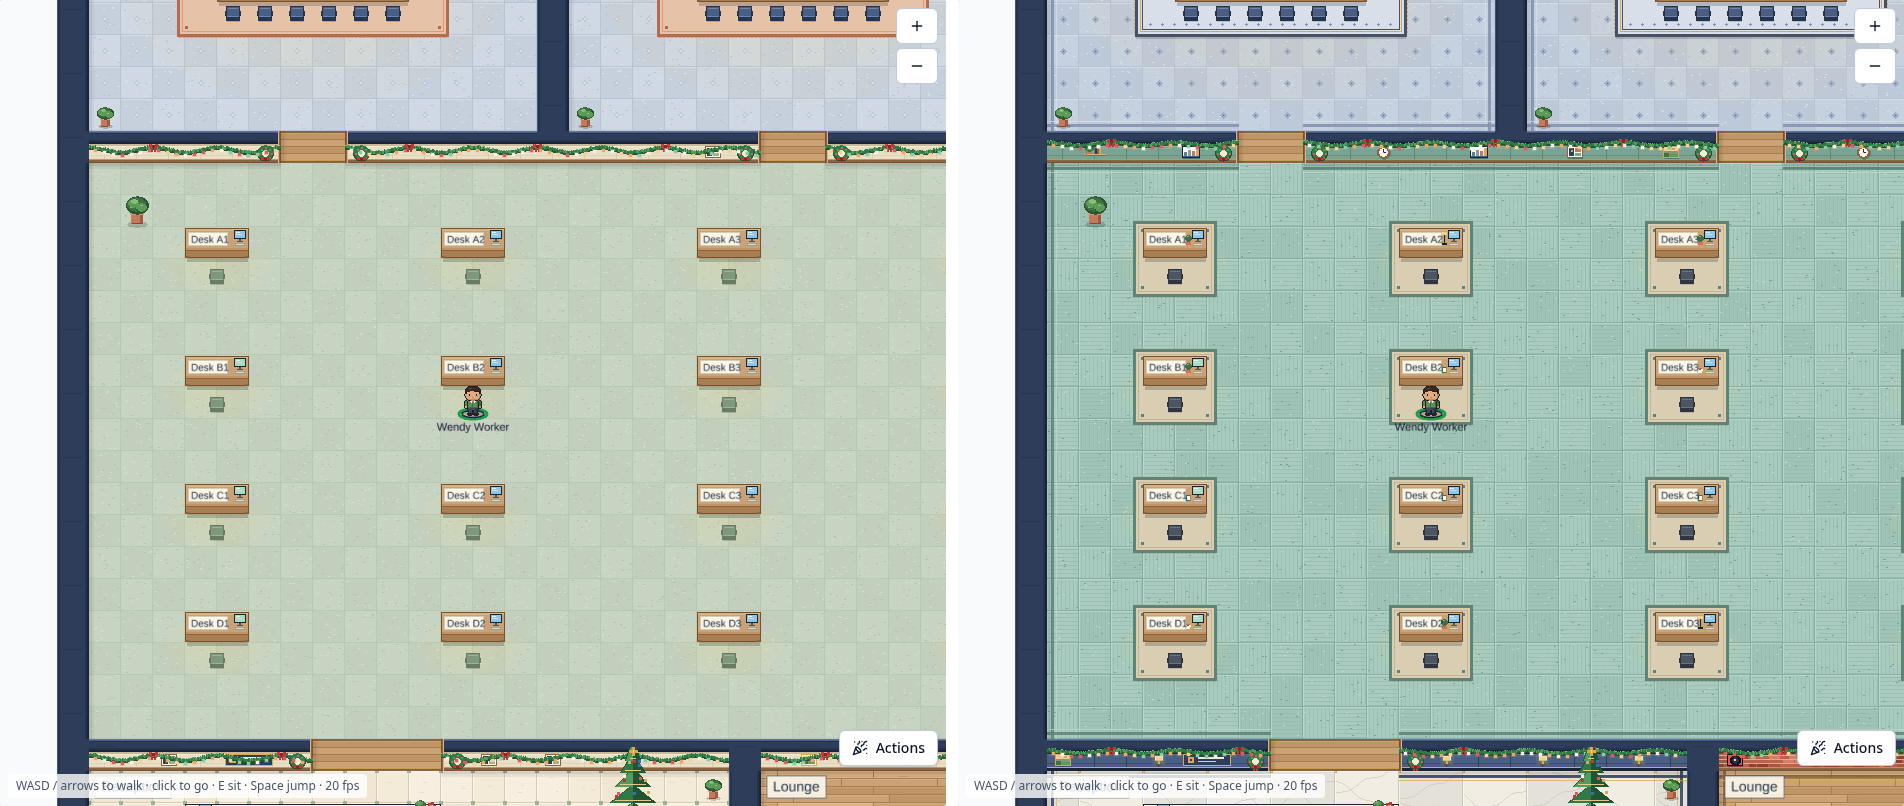 +
−
Desk A1
Desk A2
Desk A3
Desk B1
Desk B2
Desk B3
Wendy Worker
Desk C1
Desk C2
Desk C3
Desk D1
Desk D2
Desk D3
Actions
WASD / arrows to walk · click to go · E sit · Space jump · 20 fps
Lounge
+
−
Desk A1
Desk A2
Desk A3
Desk B1
Desk B2
Desk B3
Wendy Worker
Desk C1
Desk C2
Desk C3
Desk D1
Desk D2
Desk D3
Actions
WASD / arrows to walk · click to go · E sit · Space jump · 20 fps
Lounge